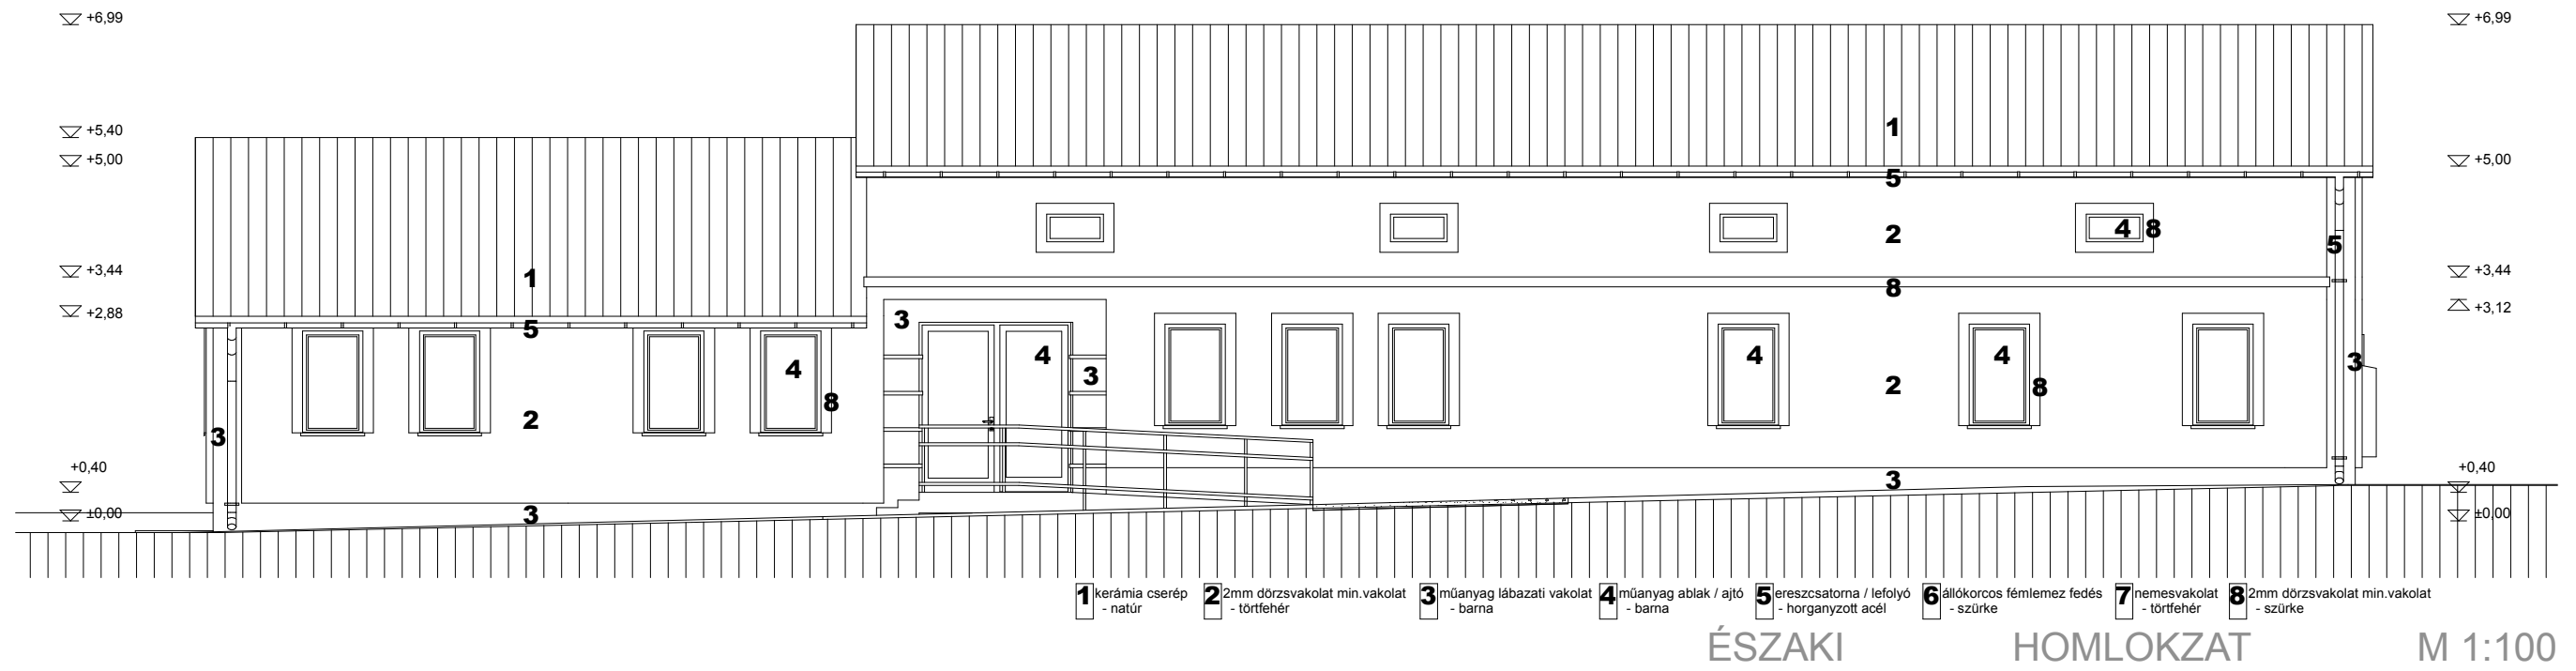 +6,99
+6,99
+5,40
+5,00
+5,00
+3,44
+3,44
+2,88
+3,12
+0,40
+0,40
±0,00
±0,00
1
1
5
2
4
8
5
3
8
5
4
8
3
4
3
4
4
3
2
8
2
3
3
3
1 kerámia cserép
- natúr
2 2mm dörzsvakolat min.vakolat
- törtfehér
3 műanyag lábazati vakolat
- barna
4 műanyag ablak / ajtó
- barna
5 ereszcsatorna / lefolyó
- horganyzott acél
6 állókorcos fémlemez fedés
- szürke
7 nemesvakolat
- törtfehér
8 2mm dörzsvakolat min.vakolat
- szürke
ÉSZAKI HOMLOKZAT M 1:100